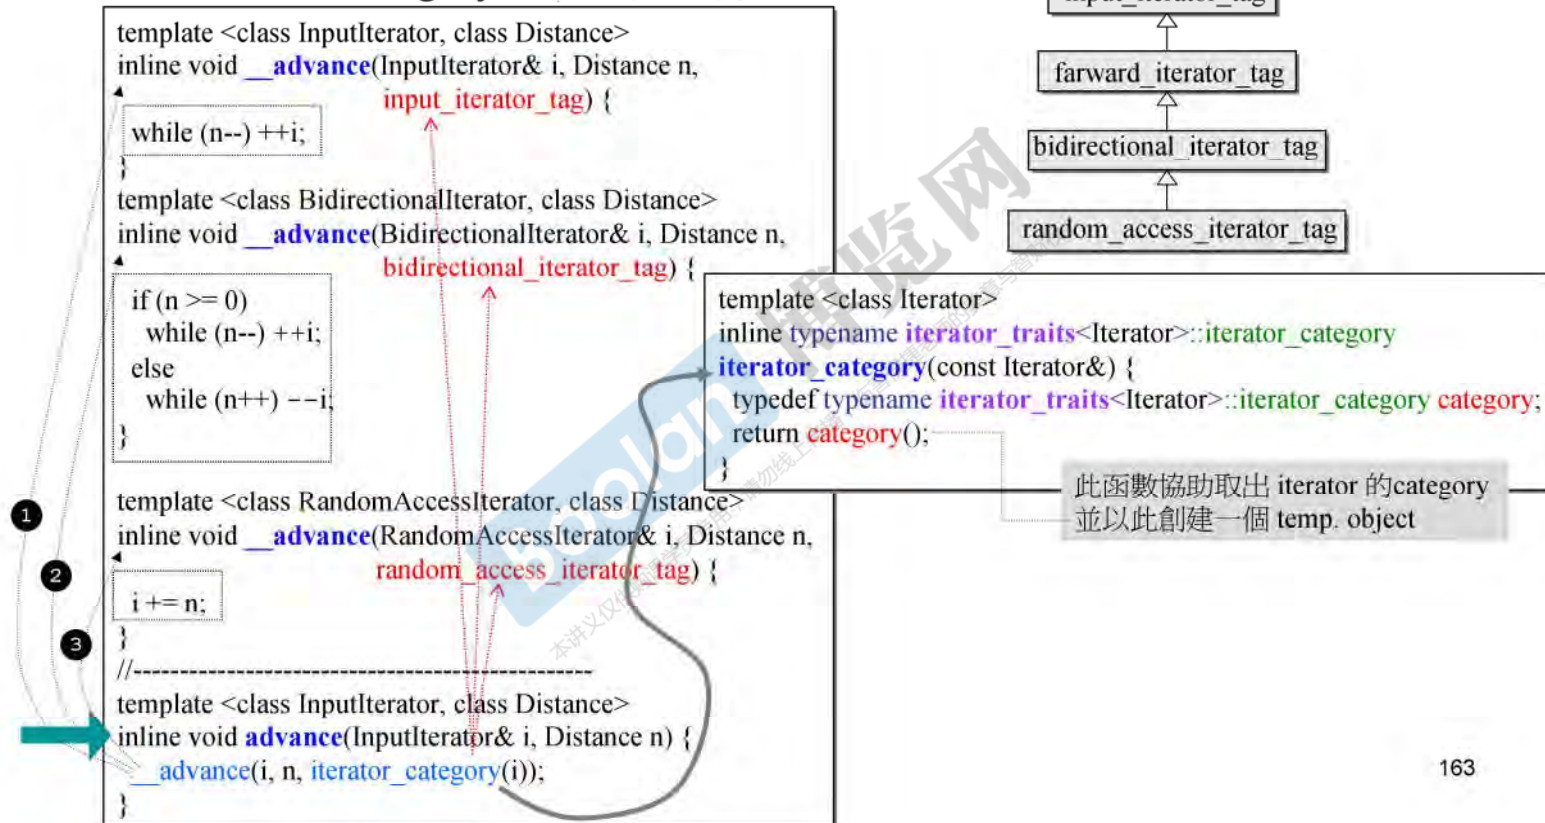 template <class InputIterator, class Distance>
inline void __advance(InputIterator& i, Distance n,
input_iterator_tag) {
while (n--) ++i;
}
template <class BidirectionalIterator, class Distance>
inline void __advance(BidirectionalIterator& i, Distance n,
bidirectional_iterator_tag) {
if (n >= 0)
while (n--) ++i;
else
while (n++) --i;
}
template <class RandomAccessIterator, class Distance>
inline void __advance(RandomAccessIterator& i, Distance n,
random_access_iterator_tag) {
i += n;
}
//-------------------------------------------------
template <class InputIterator, class Distance>
inline void advance(InputIterator& i, Distance n) {
__advance(i, n, iterator_category(i));
}
1
2
3
input_iterator_tag
farward_iterator_tag
bidirectional_iterator_tag
random_access_iterator_tag
template <class Iterator>
inline typename iterator_traits<Iterator>::iterator_category
iterator_category(const Iterator&) {
typedef typename iterator_traits<Iterator>::iterator_category category;
return category();
}
此函數協助取出 iterator 的category
並以此創建一個 temp. object
Boolan 博览网
163